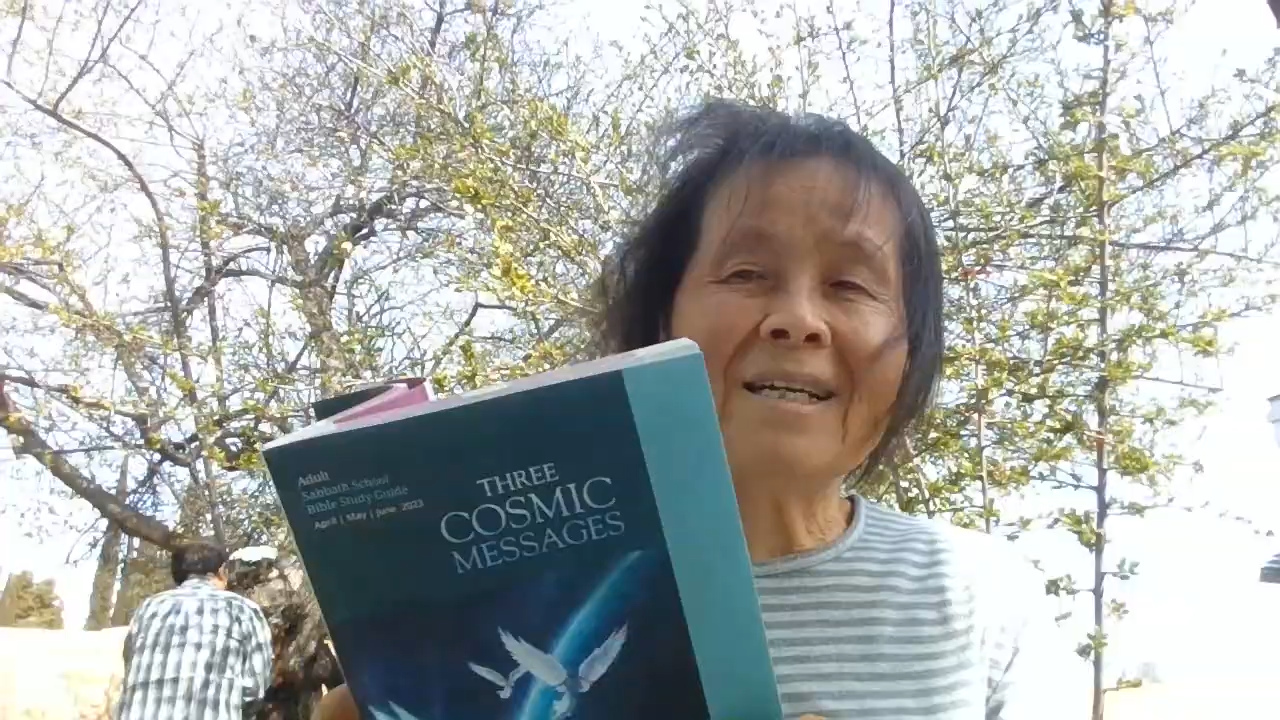 Adult
Sabbath School
Bible Study Guide
April | May | June 2023
THREE
COSMIC
MESSAGES